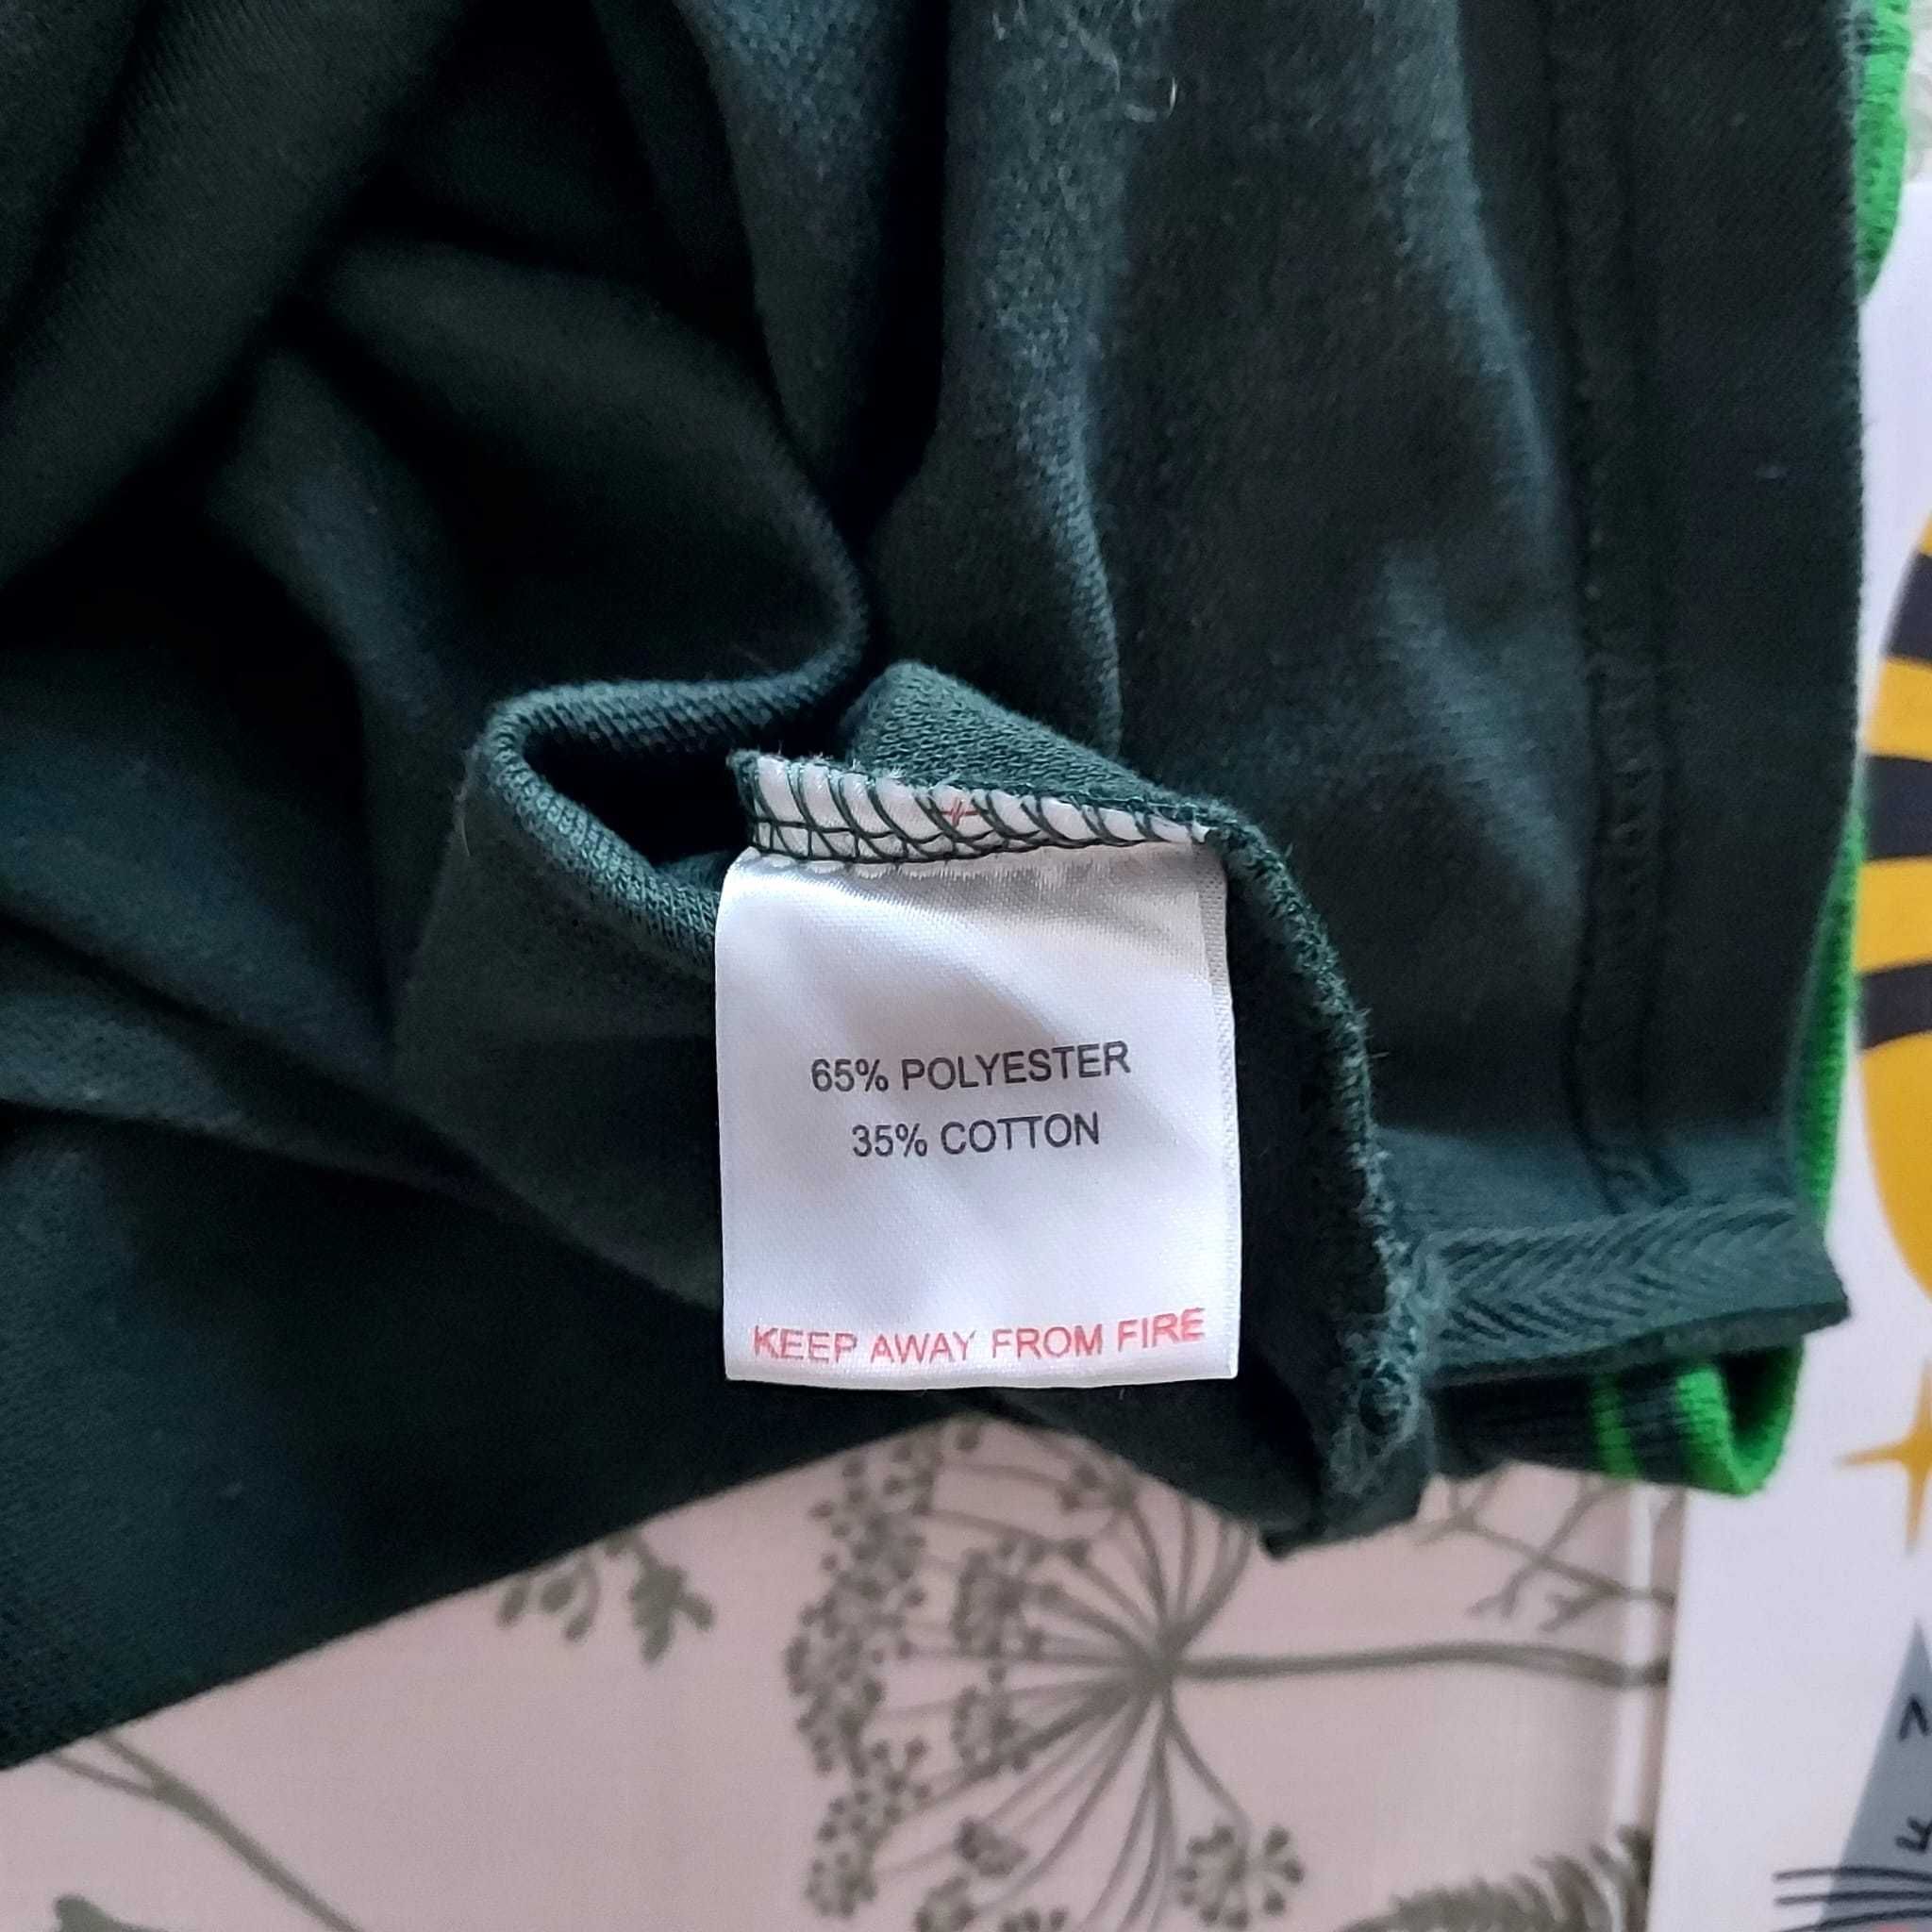 65% POLYESTER
35% COTTON
KEEP AWAY FROM FIRE